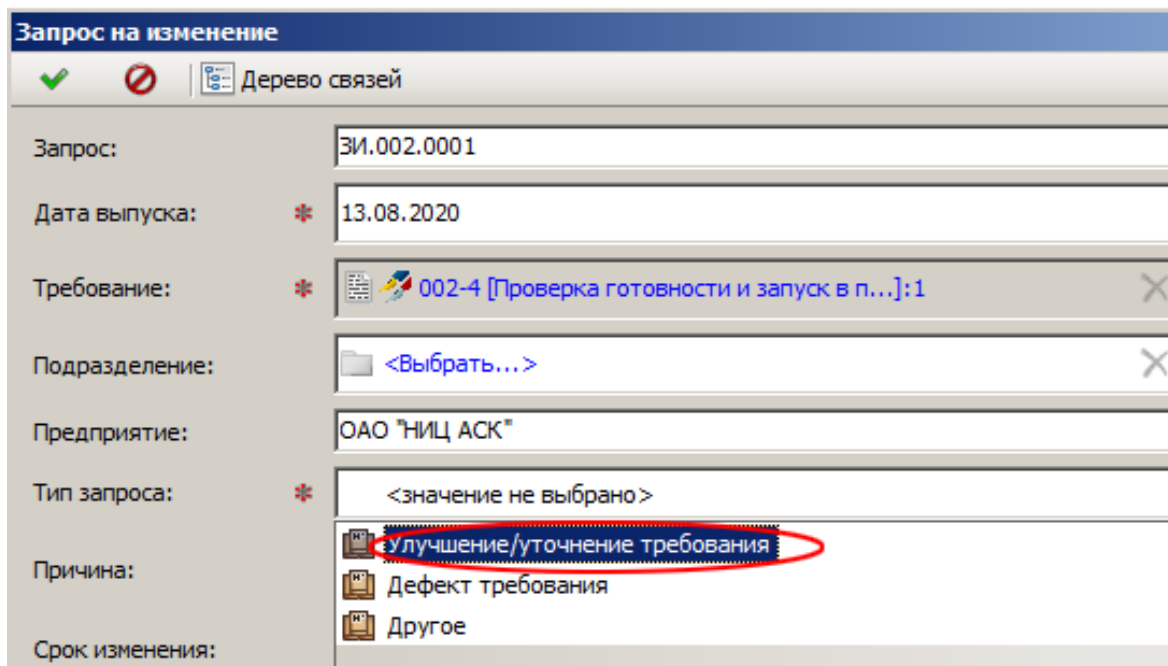 Запрос на изменение
Дерево связей
Запрос: ЗИ.002.0001
Дата выпуска: * 13.08.2020
Требование: * 002-4 [Проверка готовности и запуск в п...]:1
Подразделение: <Выбрать...>
Предприятие: ОАО "НИЦ АСК"
Тип запроса: * <значение не выбрано>
Улучшение/уточнение требования
Причина:
Дефект требования
Другое
Срок изменения: